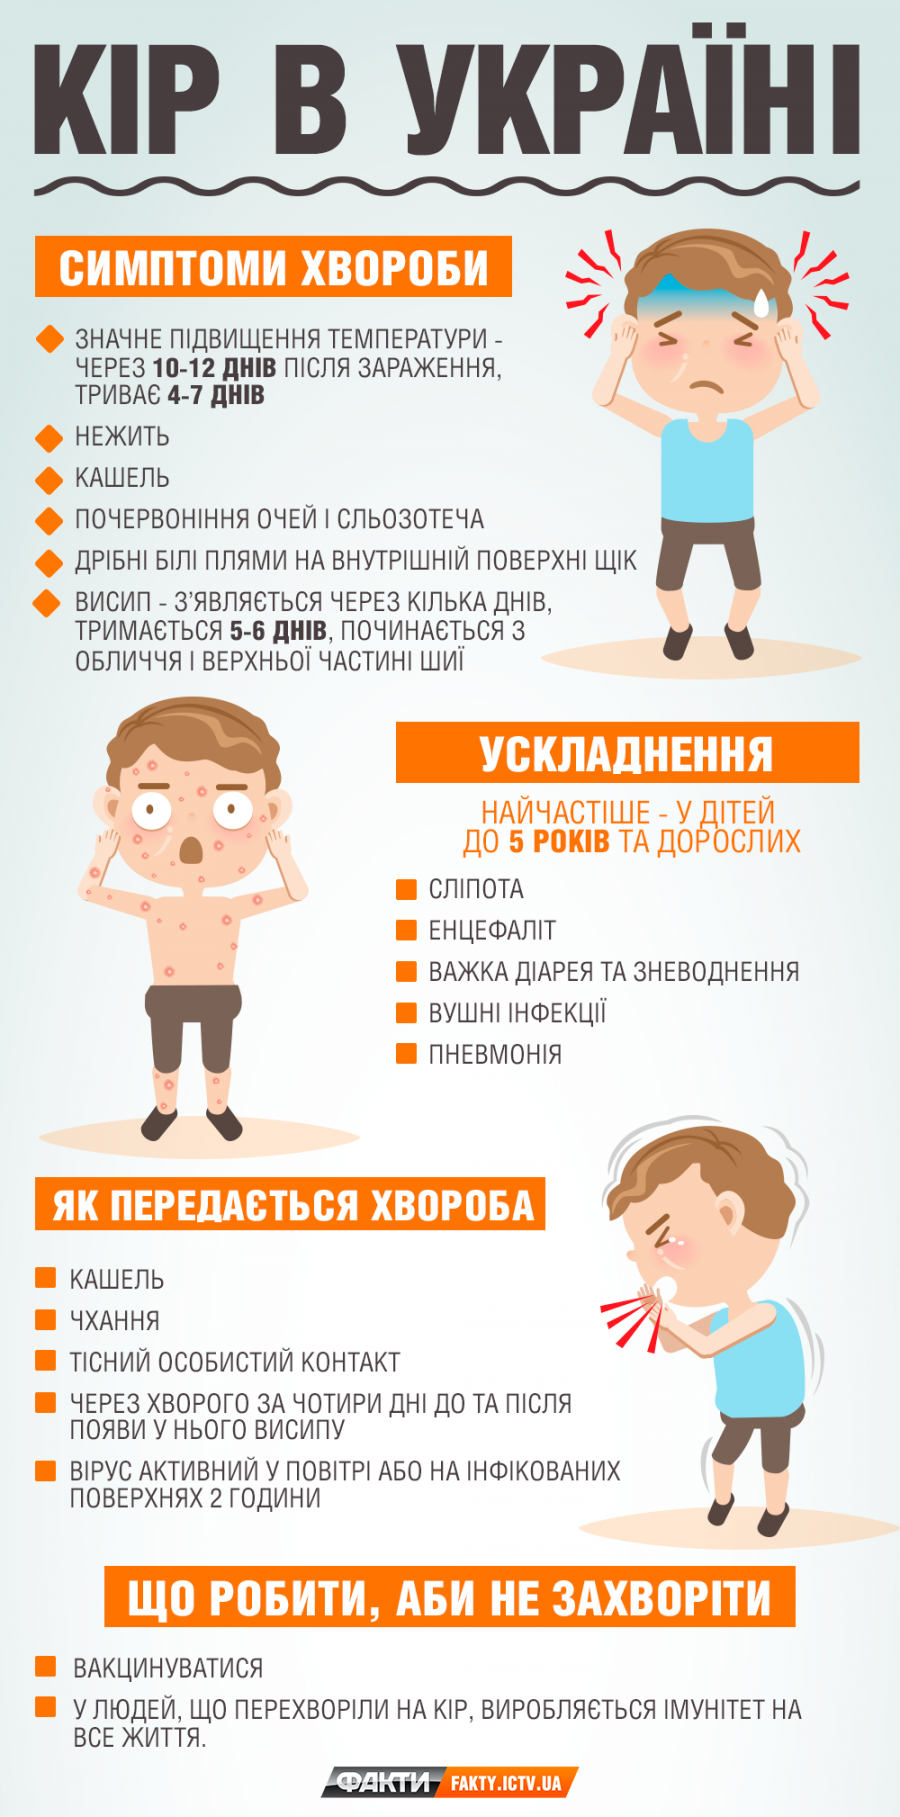 КІР В УКРАЇНІ
СИМПТОМИ ХВОРОБИ
ЗНАЧНЕ ПІДВИЩЕННЯ ТЕМПЕРАТУРИ -
ЧЕРЕЗ 10-12 ДНІВ ПІСЛЯ ЗАРАЖЕННЯ,
ТРИВАЄ 4-7 ДНІВ
НЕЖИТЬ
КАШЕЛЬ
ПОЧЕРВОНІННЯ ОЧЕЙ І СЛЬОЗОТЕЧА
ДРІБНІ БІЛІ ПЛЯМИ НА ВНУТРІШНІЙ ПОВЕРХНІ ЩІК
ВИСИП - З’ЯВЛЯЄТЬСЯ ЧЕРЕЗ КІЛЬКА ДНІВ,
ТРИМАЄТЬСЯ 5-6 ДНІВ, ПОЧИНАЄТЬСЯ З
ОБЛИЧЧЯ І ВЕРХНЬОЇ ЧАСТИНІ ШИЇ
УСКЛАДНЕННЯ
НАЙЧАСТІШЕ - У ДІТЕЙ
ДО 5 РОКІВ ТА ДОРОСЛИХ
СЛІПОТА
ЕНЦЕФАЛІТ
ВАЖКА ДІАРЕЯ ТА ЗНЕВОДНЕННЯ
ВУШНІ ІНФЕКЦІЇ
ПНЕВМОНІЯ
ЯК ПЕРЕДАЄТЬСЯ ХВОРОБА
КАШЕЛЬ
ЧХАННЯ
ТІСНИЙ ОСОБИСТИЙ КОНТАКТ
ЧЕРЕЗ ХВОРОГО ЗА ЧОТИРИ ДНІ ДО ТА ПІСЛЯ
ПОЯВИ У НЬОГО ВИСИПУ
ВІРУС АКТИВНИЙ У ПОВІТРІ АБО НА ІНФІКОВАНИХ
ПОВЕРХНЯХ 2 ГОДИНИ
ЩО РОБИТИ, АБИ НЕ ЗАХВОРІТИ
ВАКЦИНУВАТИСЯ
У ЛЮДЕЙ, ЩО ПЕРЕХВОРІЛИ НА КІР, ВИРОБЛЯЄТЬСЯ ІМУНІТЕТ НА
ВСЕ ЖИТТЯ.
ФАКТИ FAKTY.ICTV.UA